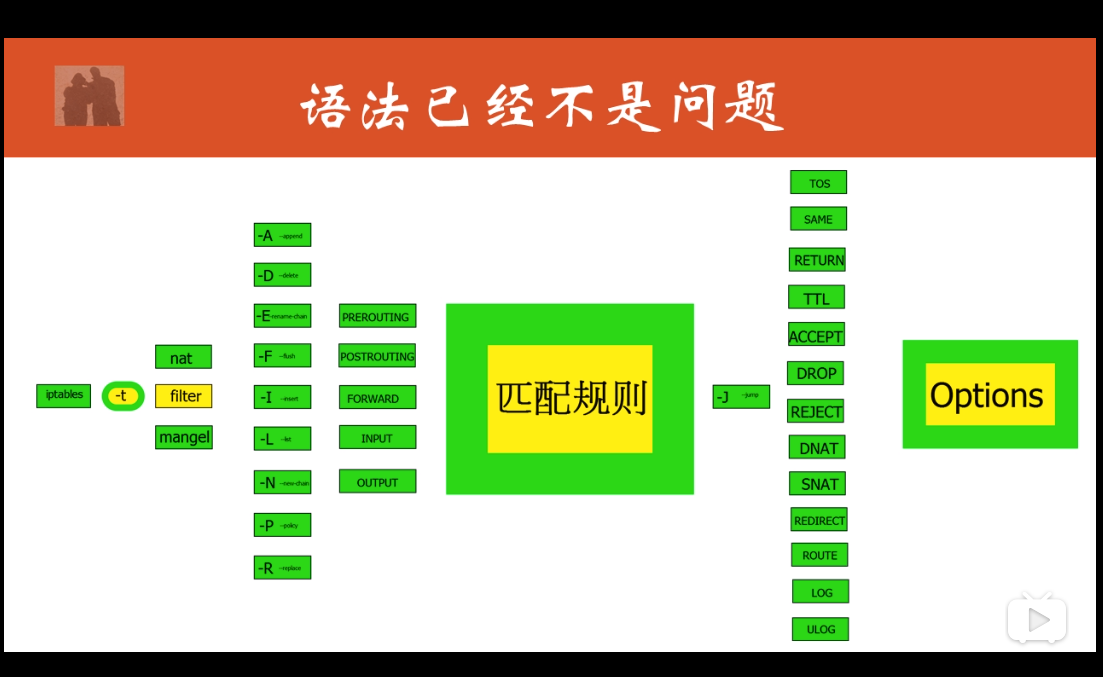 语法已经不是问题
iptables
-t
nat
filter
mangel
-A --append
-D --delete
-E -rename-chan
-F --flush
-I --insert
-L --list
-N --new-chan
-P --policy
-R --replace
PREROUTING
POSTROUTING
FORWARD
INPUT
OUTPUT
匹配规则
-J --jump
TOS
SAME
RETURN
TTL
ACCEPT
DROP
REJECT
DNAT
SNAT
REDIRECT
ROUTE
LOG
ULOG
Options